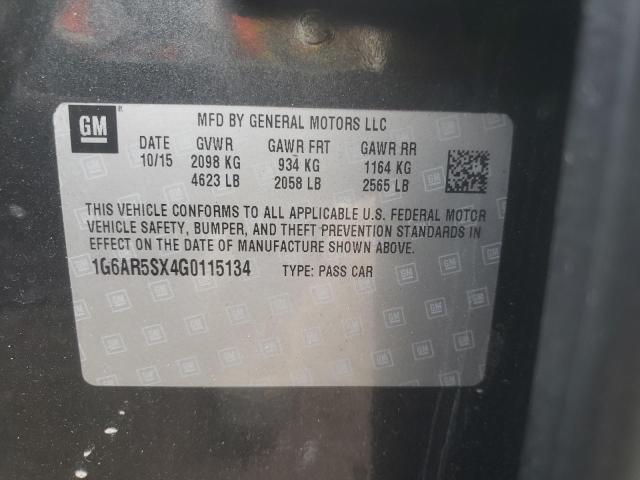 GM
MFD BY GENERAL MOTORS LLC
DATE GVWR GAWR FRT GAWR RR
10/15 2098 KG 934 KG 1164 KG
4623 LB 2058 LB 2565 LB
THIS VEHICLE CONFORMS TO ALL APPLICABLE U.S. FEDERAL MOTOR
VEHICLE SAFETY, BUMPER, AND THEFT PREVENTION STANDARDS IN
EFFECT ON THE DATE OF MANUFACTURE SHOWN ABOVE.
1G6AR5SX4G0115134 TYPE: PASS CAR